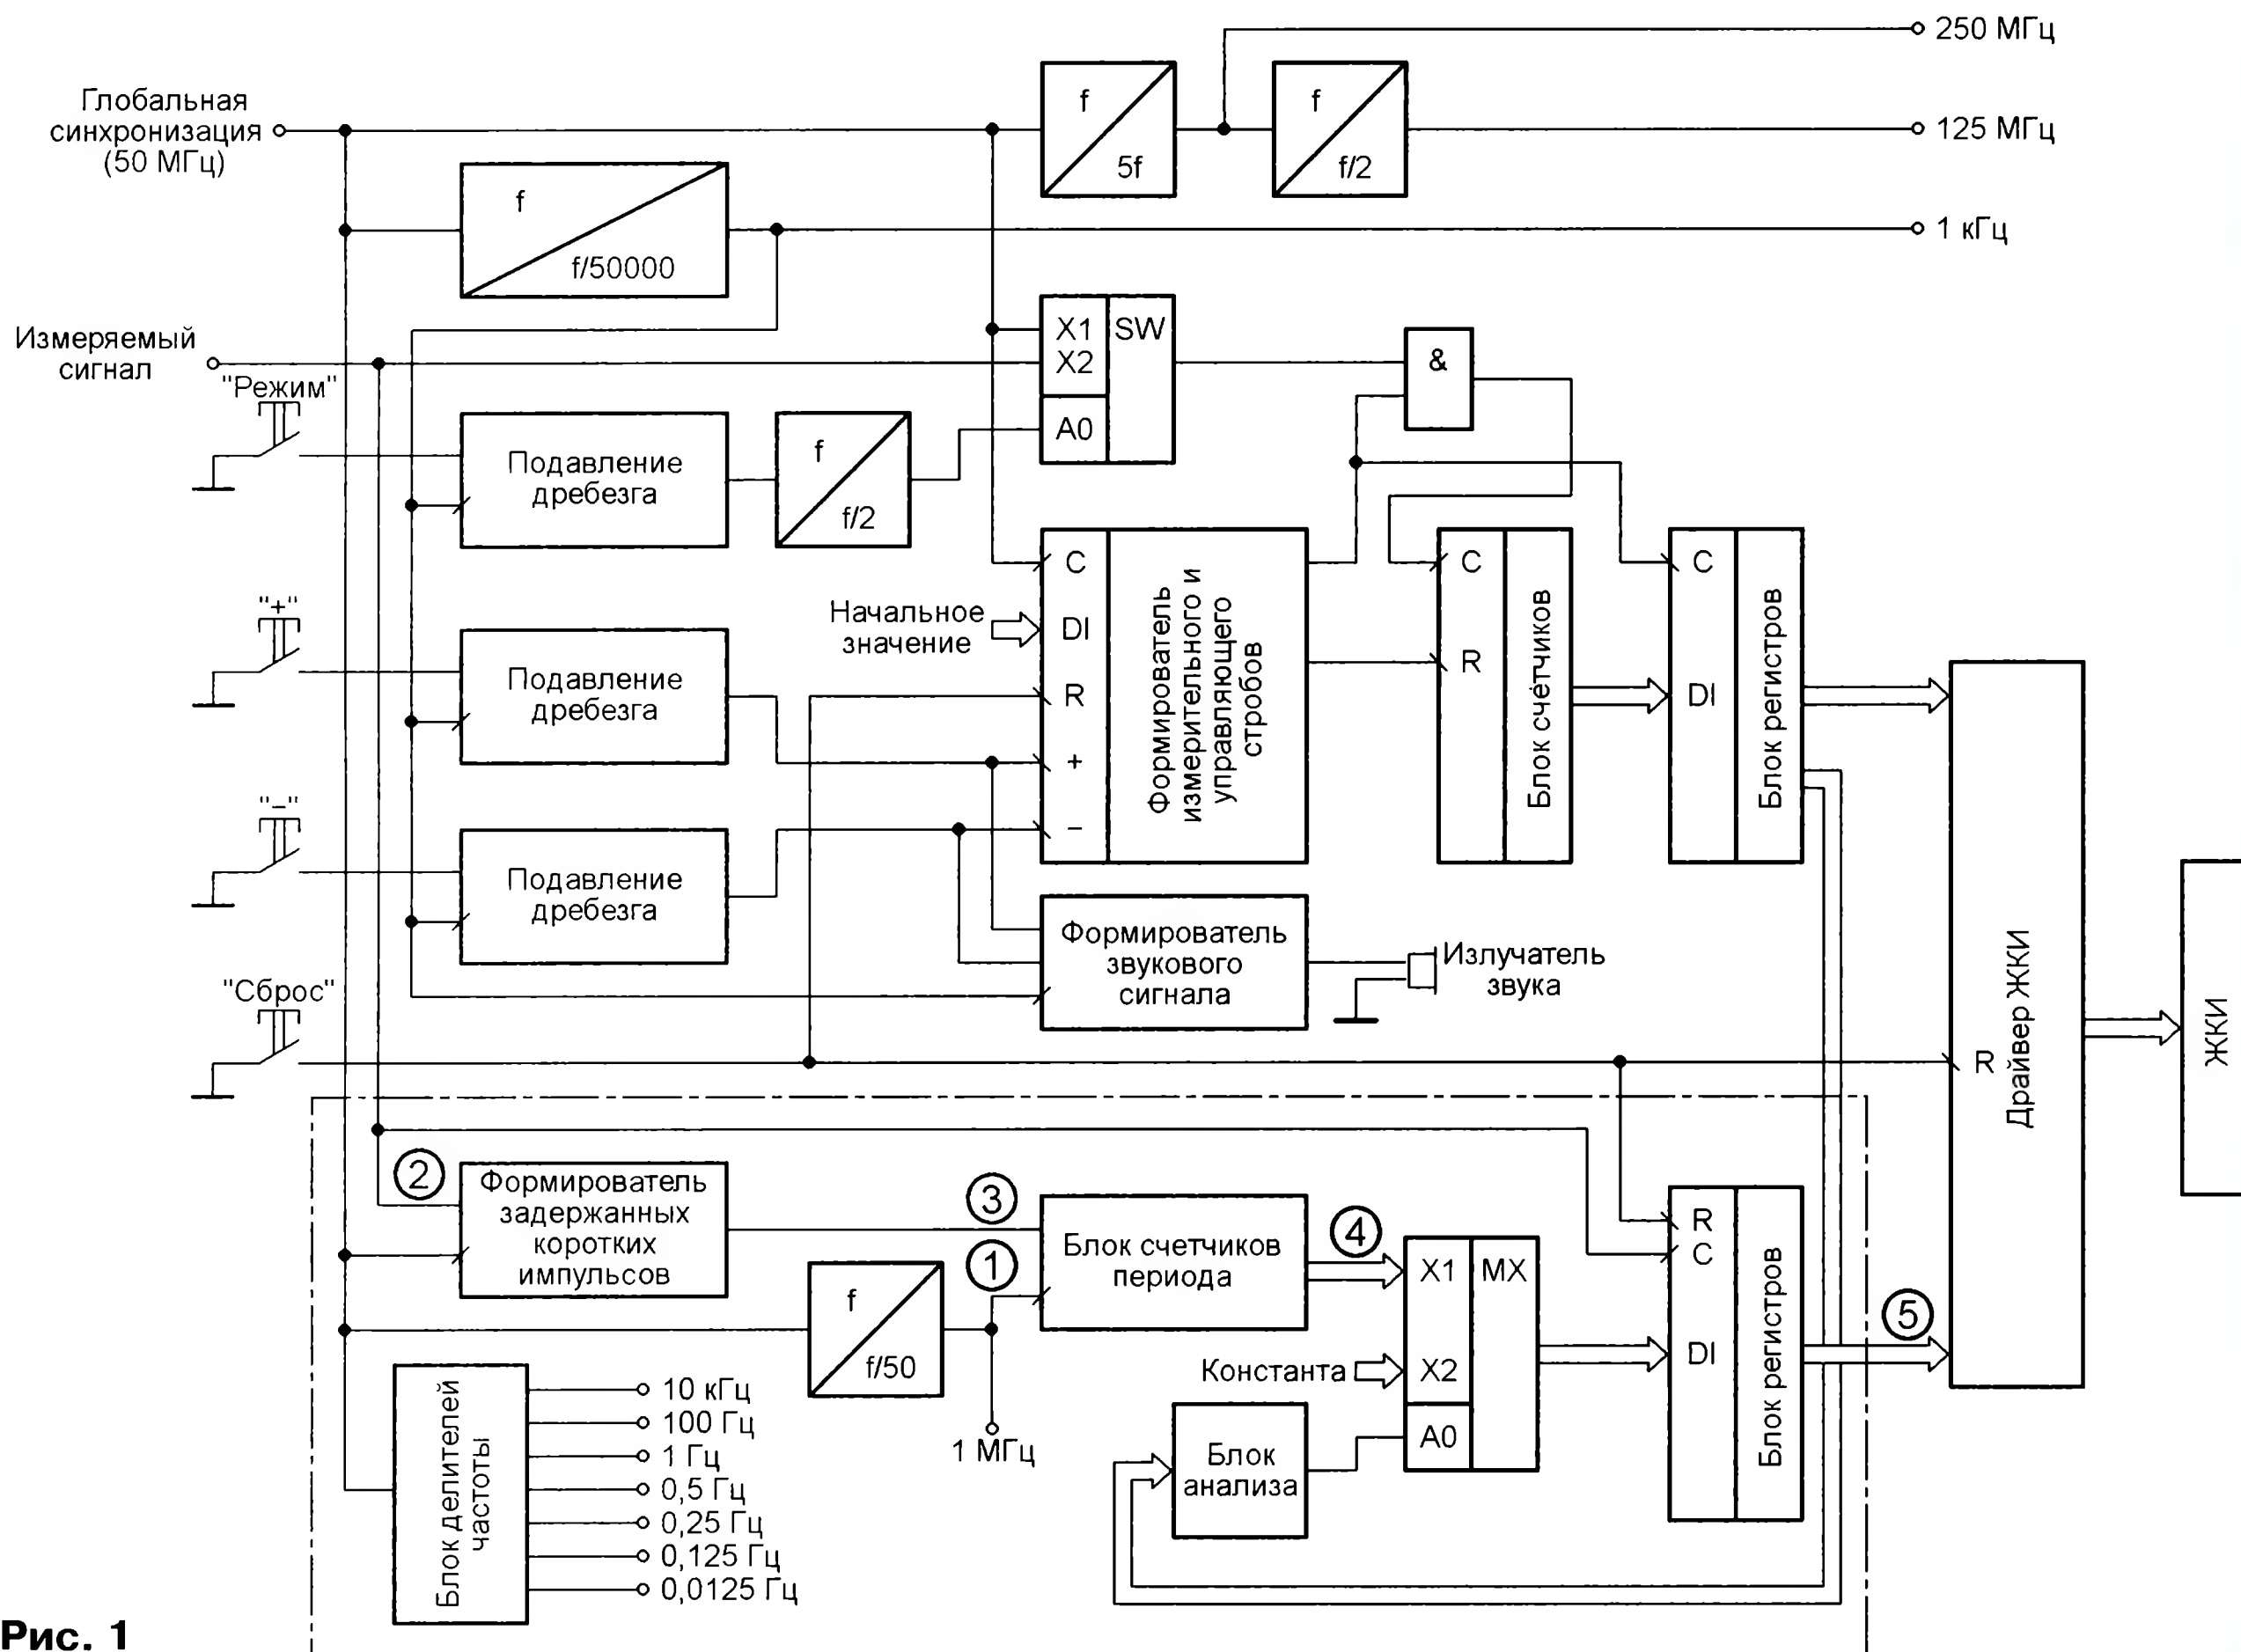 250 МГц
Глобальная
синхронизация
(50 МГц)
f
5f
f
f/2
125 МГц
f
f/50000
1 кГц
Измеряемый
сигнал
X1
X2
A0
SW
&
"Режим"
Подавление
дребезга
f
f/2
"+"
Подавление
дребезга
Начальное
значение
C
DI
R
+
−
Формирователь
измерительного и
управляющего
стробов
C
R
Блок счётчиков
C
DI
Блок регистров
"−"
Подавление
дребезга
Формирователь
звукового
сигнала
Излучатель
звука
"Сброс"
R
Драйвер ЖКИ
ЖКИ
2
Формирователь
задержанных
коротких
импульсов
3
1
Блок счетчиков
периода
4
X1
X2
A0
MX
R
C
DI
Блок регистров
5
f
f/50
1 МГц
Константа
Блок
анализа
Блок делителей
частоты
10 кГц
100 Гц
1 Гц
0,5 Гц
0,25 Гц
0,125 Гц
0,0125 Гц
Рис. 1